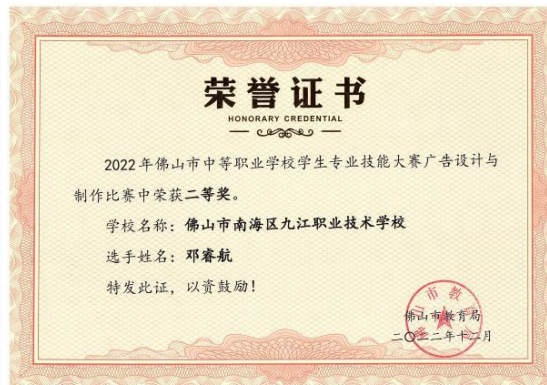 荣誉证书
HONORARY CREDENTIAL
2022年佛山市中等职业学校学生专业技能大赛广告设计与
制作比赛中荣获二等奖。
学校名称：佛山市南海区九江职业技术学校
选手姓名：邓睿航
特发此证，以资鼓励！
佛山市教育局
二〇二二年十二月